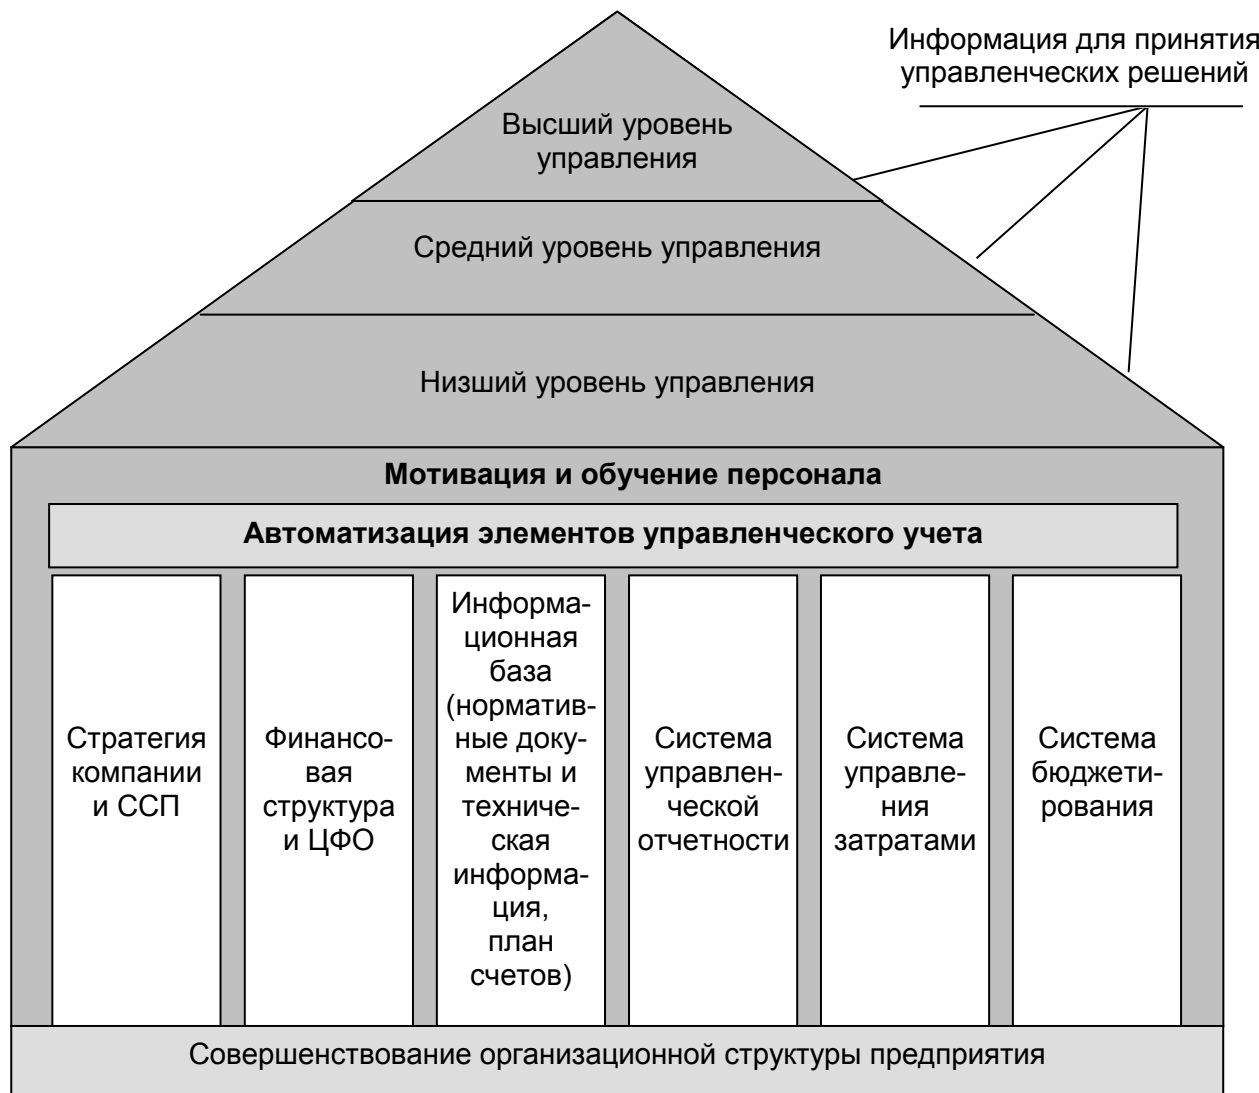 Информация для принятия
управленческих решений
Высший уровень
управления
Средний уровень управления
Низший уровень управления
Мотивация и обучение персонала
Автоматизация элементов управленческого учета
Стратегия
компании
и ССП
Финансо-
вая
структура
и ЦФО
Информа-
ционная
база
(норматив-
ные доку-
менты и
техниче-
ская
информа-
ция,
план
счетов)
Система
управлен-
ческой
отчетности
Система
управле-
ния
затратами
Система
бюджети-
рования
Совершенствование организационной структуры предприятия